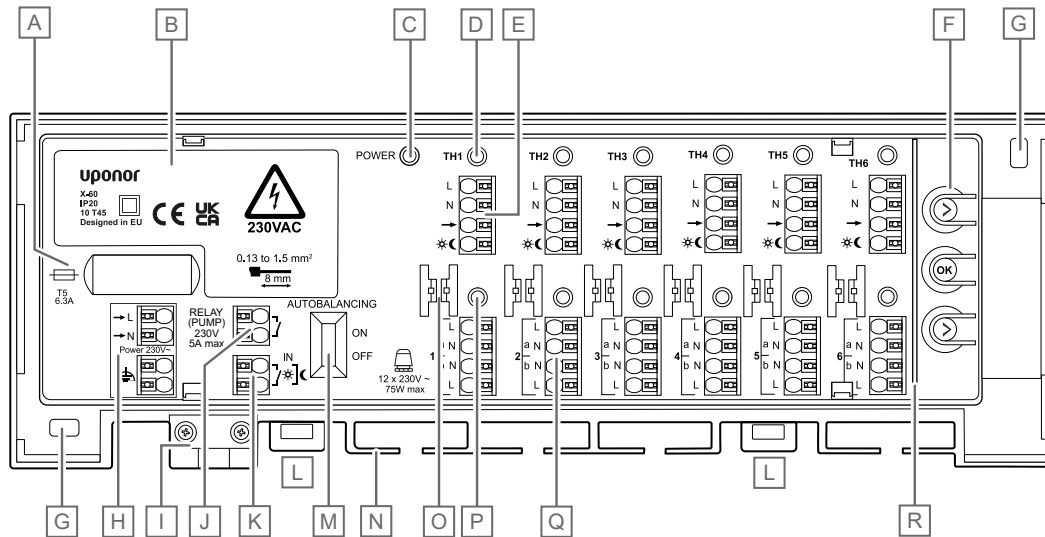 A
B
C
D
E
F
G
POWER
TH1
TH2
TH3
TH4
TH5
TH6
uponor
X-60
IP20
10 T45
Designed in EU
CE UK
CA
230VAC
0.13 to 1.5 mm²
8 mm
L
N
L
N
L
N
L
N
L
N
L
N
OK
T5
6.3A
L
N
Power 230V~
RELAY
(PUMP)
230V
5A max
IN
AUTOBALANCING
ON
OFF
12 x 230V ~
75W max
1
L
a N
b N
L
2
L
a N
b N
L
3
L
a N
b N
L
4
L
a N
b N
L
5
L
a N
b N
L
6
L
a N
b N
L
G
H
I
J
K
L
M
N
O
P
Q
L
R